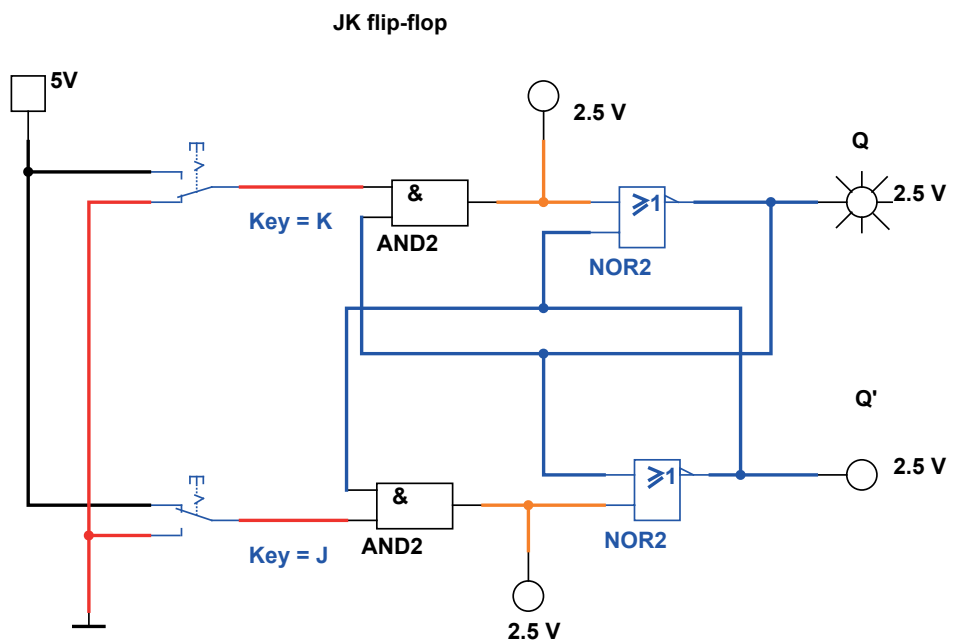 JK flip-flop
5V
2.5 V
Q
2.5 V
&
Key = K
AND2
≥1
NOR2
Q'
2.5 V
≥1
&
NOR2
Key = J
AND2
2.5 V